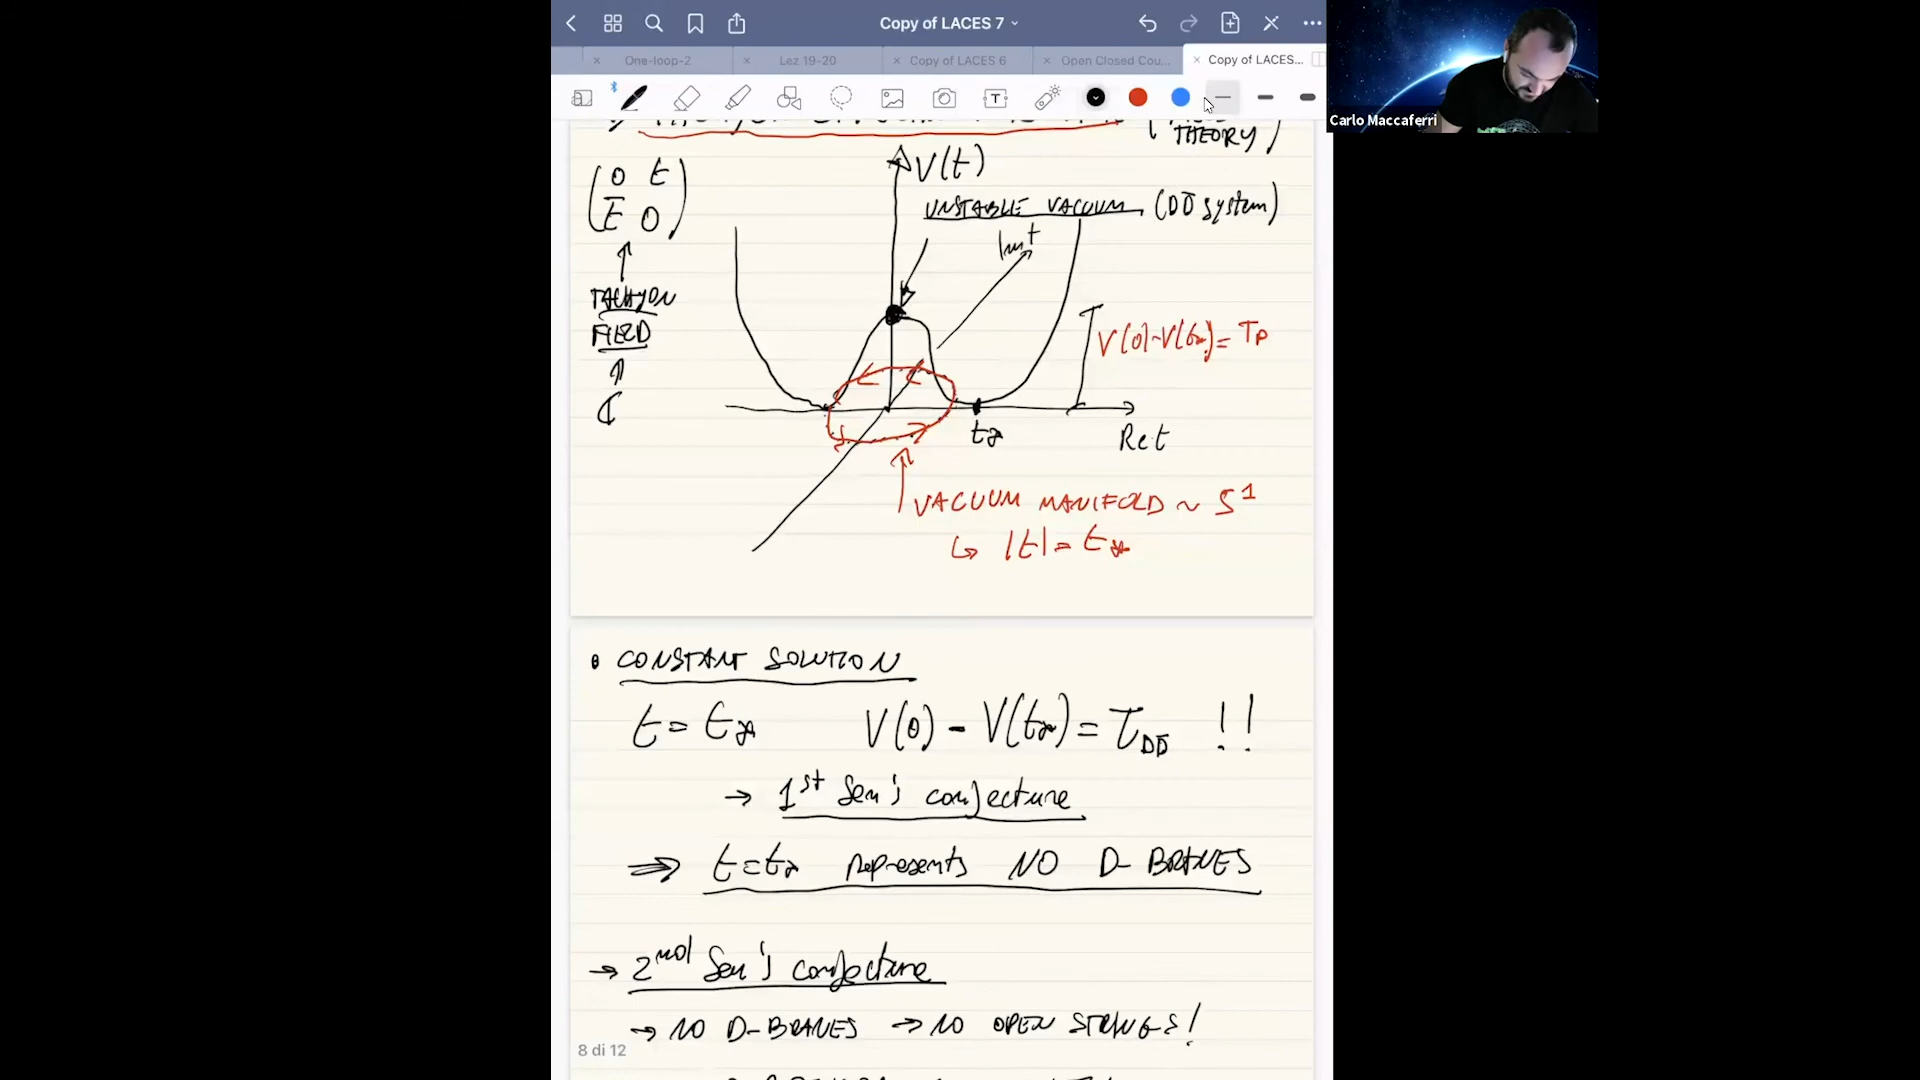 Copy of LACES 7
One-loop-2
Lez 19-20
Copy of LACES 6
Open Closed Cou...
Copy of LACES...
Carlo Maccaferri
THEORY)
V(t)
(0 t
t̄ 0)
UNSTABLE VACUUM (DD̄ system)
Im t
TACHYON
FIELD
ℂ
V(0)-V(t*) = Tp
t*
Re t
VACUUM MANIFOLD ~ S¹
↳ |t| = t*
• CONSTANT SOLUTION
t = t* V(0) - V(t*) = T_DD̄ !!
→ 1st Sen's conjecture
⇒ t=t* represents NO D-BRANES
→ 2nd Sen's conjecture
→ NO D-BRANES → NO OPEN STRINGS!
8 di 12